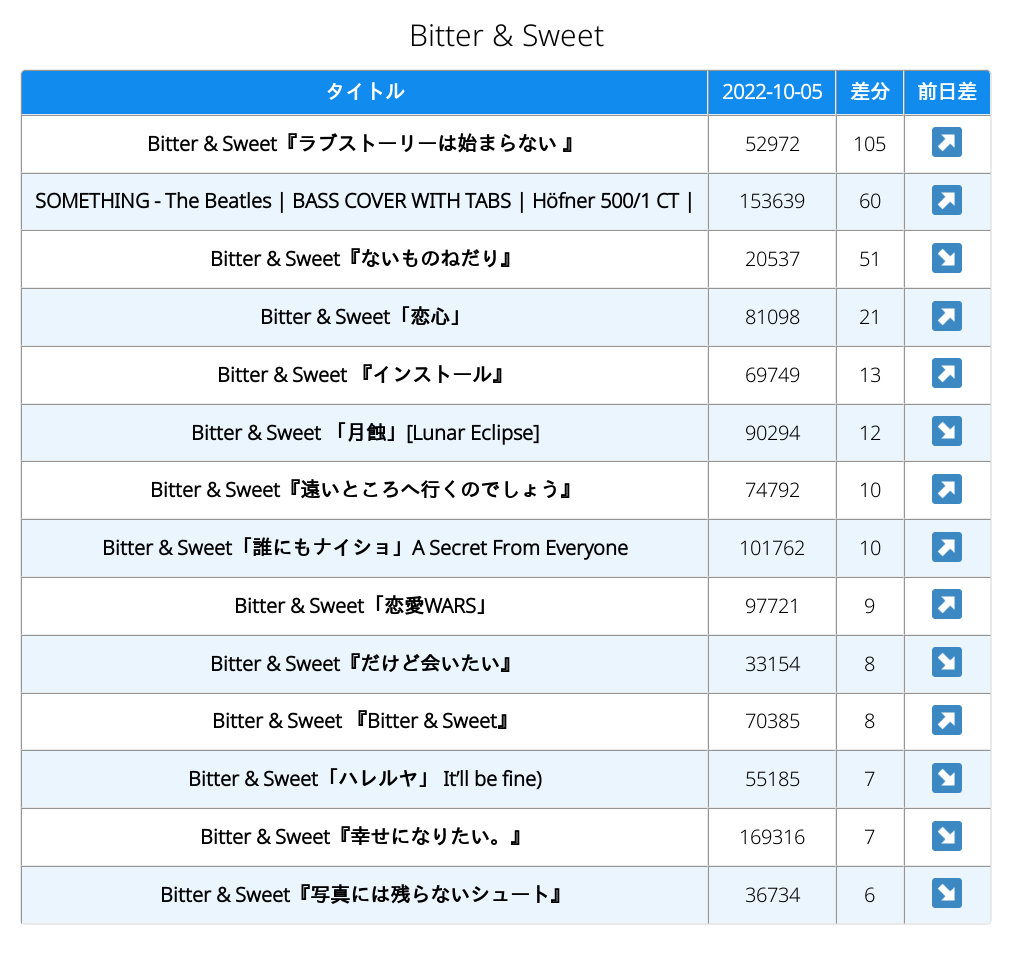 Bitter & Sweet
タイトル 2022-10-05 差分 前日差
Bitter & Sweet『ラブストーリーは始まらない 』 52972 105
SOMETHING - The Beatles | BASS COVER WITH TABS | Höfner 500/1 CT | 153639 60
Bitter & Sweet『ないものねだり』 20537 51
Bitter & Sweet「恋心」 81098 21
Bitter & Sweet 『インストール』 69749 13
Bitter & Sweet 「月蝕」[Lunar Eclipse] 90294 12
Bitter & Sweet『遠いところへ行くのでしょう』 74792 10
Bitter & Sweet「誰にもナイショ」A Secret From Everyone 101762 10
Bitter & Sweet「恋愛WARS」 97721 9
Bitter & Sweet『だけど会いたい』 33154 8
Bitter & Sweet 『Bitter & Sweet』 70385 8
Bitter & Sweet「ハレルヤ」 It’ll be fine) 55185 7
Bitter & Sweet『幸せになりたい。』 169316 7
Bitter & Sweet『写真には残らないシュート』 36734 6